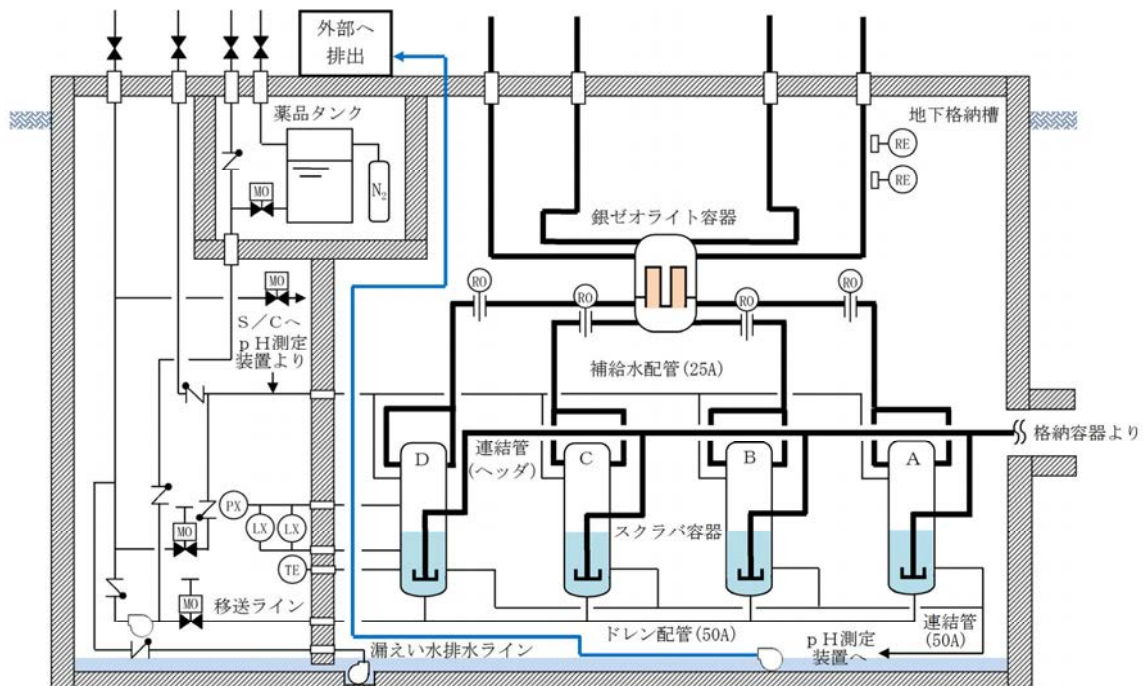 外部へ
排出
薬品タンク
地下格納槽
RE
RE
MO
N₂
銀ゼオライト容器
MO
RO
RO
RO
RO
S/Cへ
pH測定
装置より
補給水配管(25A)
格納容器より
連結管
(ヘッダ)
D
C
B
A
PX
LX
LX
MO
スクラバ容器
TE
MO
移送ライン
ドレン配管(50A)
連結管
(50A)
pH測定
装置へ
漏えい水排水ライン